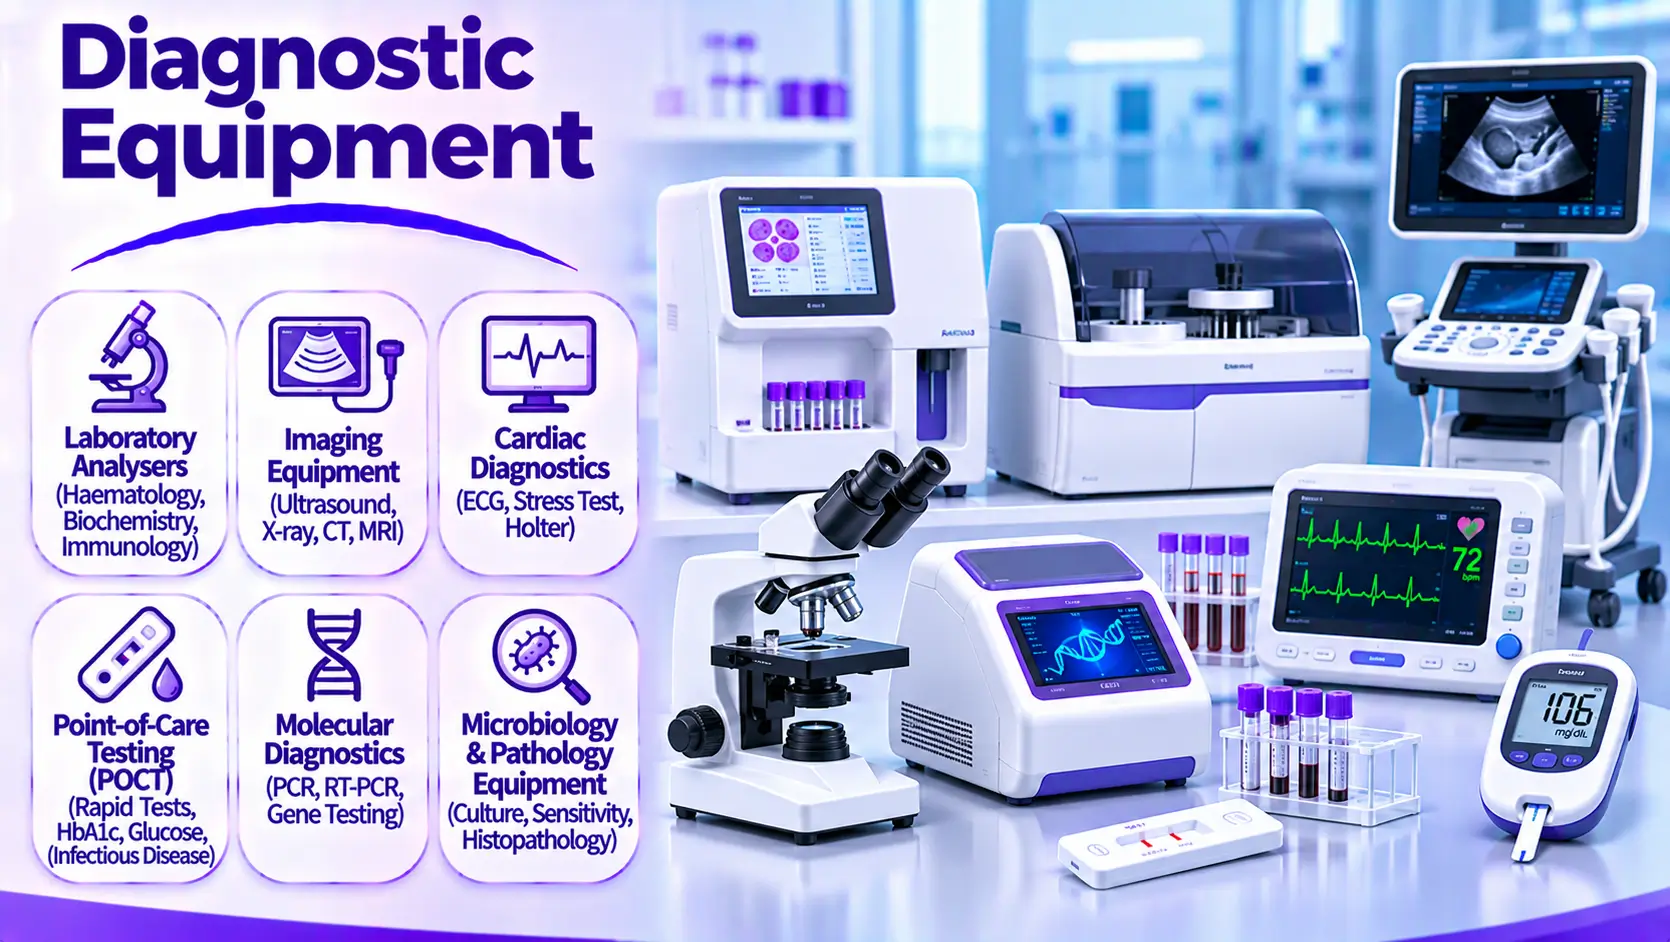 Diagnostic
Equipment
Laboratory
Analysers
(Haematology,
Biochemistry,
Immunology)
Imaging
Equipment
(Ultrasound,
X-ray, CT, MRI)
Cardiac
Diagnostics
(ECG, Stress Test,
Holter)
Point-of-Care
Testing
(POCT)
(Rapid Tests,
HbA1c, Glucose,
(Infectious Disease)
Molecular
Diagnostics
(PCR, RT-PCR,
Gene Testing)
Microbiology
& Pathology
Equipment
(Culture, Sensitivity,
Histopathology)
72
bpm
106
mg/dL